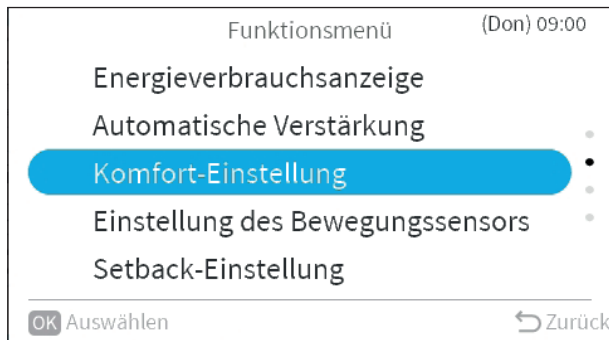 Funktionsmenü (Don) 09:00
Energieverbrauchsanzeige
Automatische Verstärkung
Komfort-Einstellung
Einstellung des Bewegungssensors
Setback-Einstellung
OK Auswählen Zurück